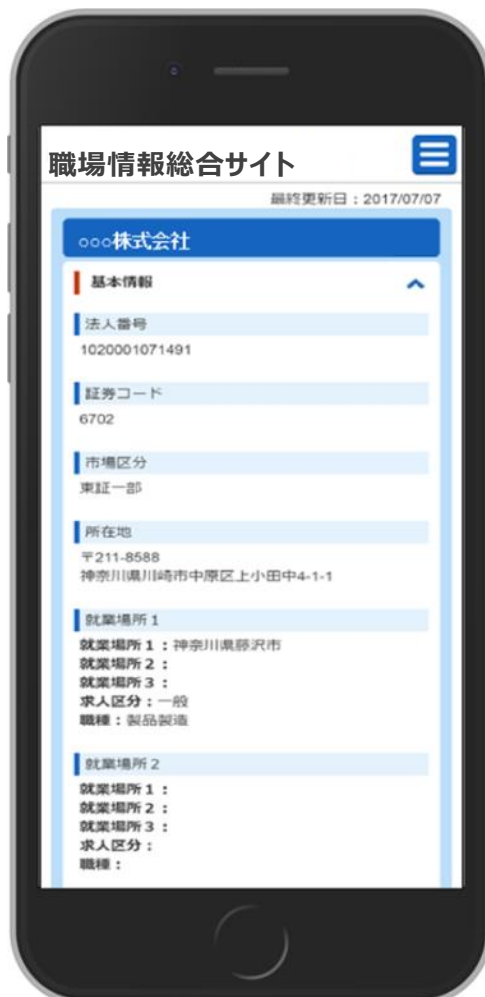 職場情報総合サイト
最終更新日：2017/07/07
○○○株式会社
基本情報
法人番号
1020001071491
証券コード
6702
市場区分
東証一部
所在地
〒211-8588
神奈川県川崎市中原区上小田中4-1-1
就業場所1
就業場所1：神奈川県藤沢市
就業場所2：
就業場所3：
求人区分：一般
職種：製品製造
就業場所2
就業場所1：
就業場所2：
就業場所3：
求人区分：
職種：